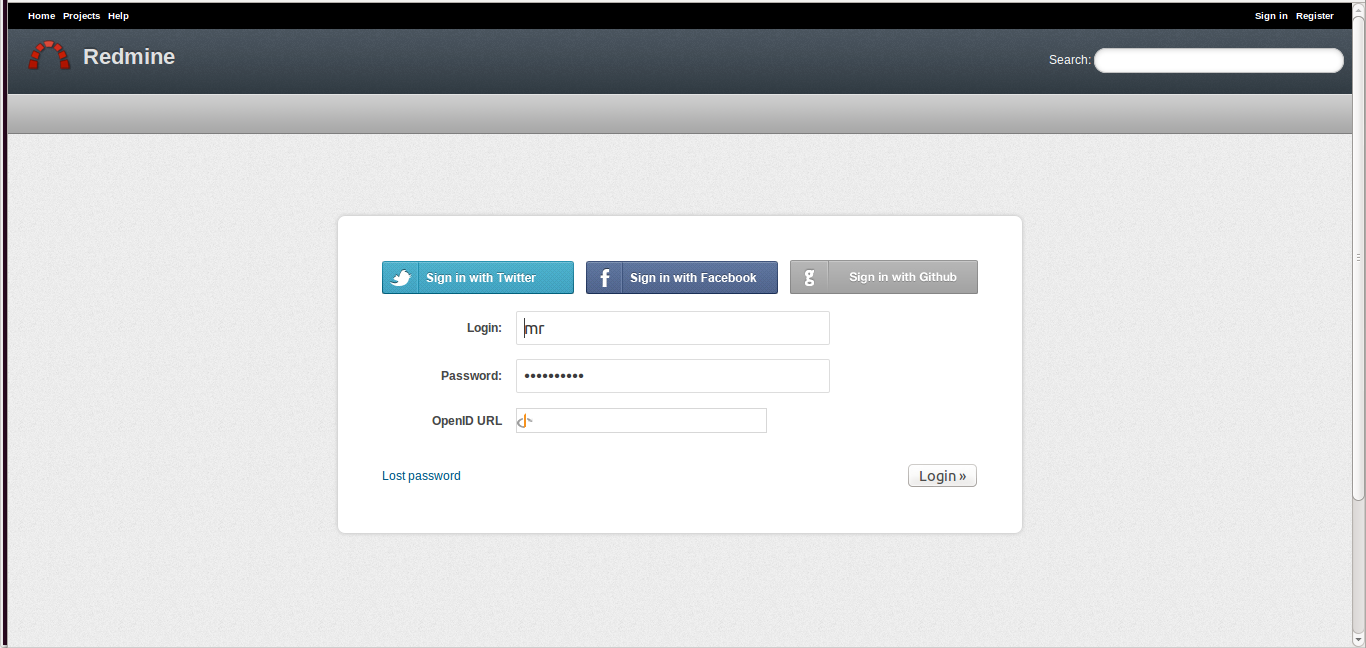 Home Projects Help Sign in Register
Redmine Search:
Sign in with Twitter Sign in with Facebook Sign in with Github
Login: mr
Password: ••••••••••
OpenID URL
Lost password Login »